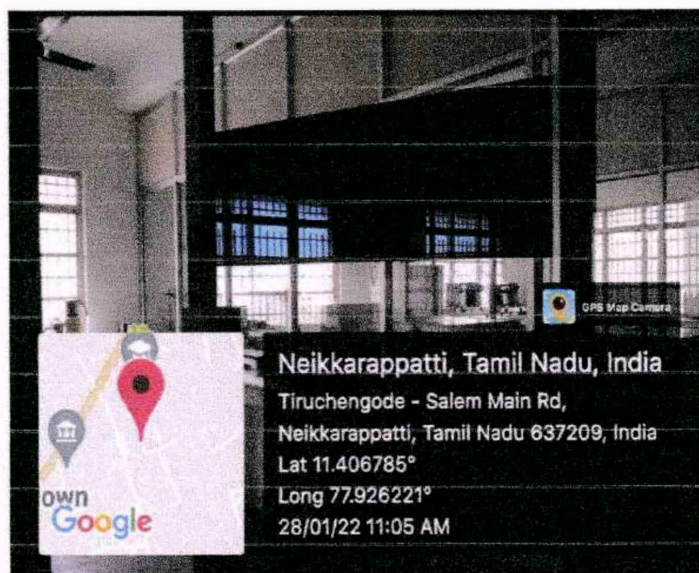 GPS Map Camera
Neikkarappatti, Tamil Nadu, India
Tiruchengode - Salem Main Rd,
Neikkarappatti, Tamil Nadu 637209, India
Lat 11.406785°
Long 77.926221°
28/01/22 11:05 AM
own
Google